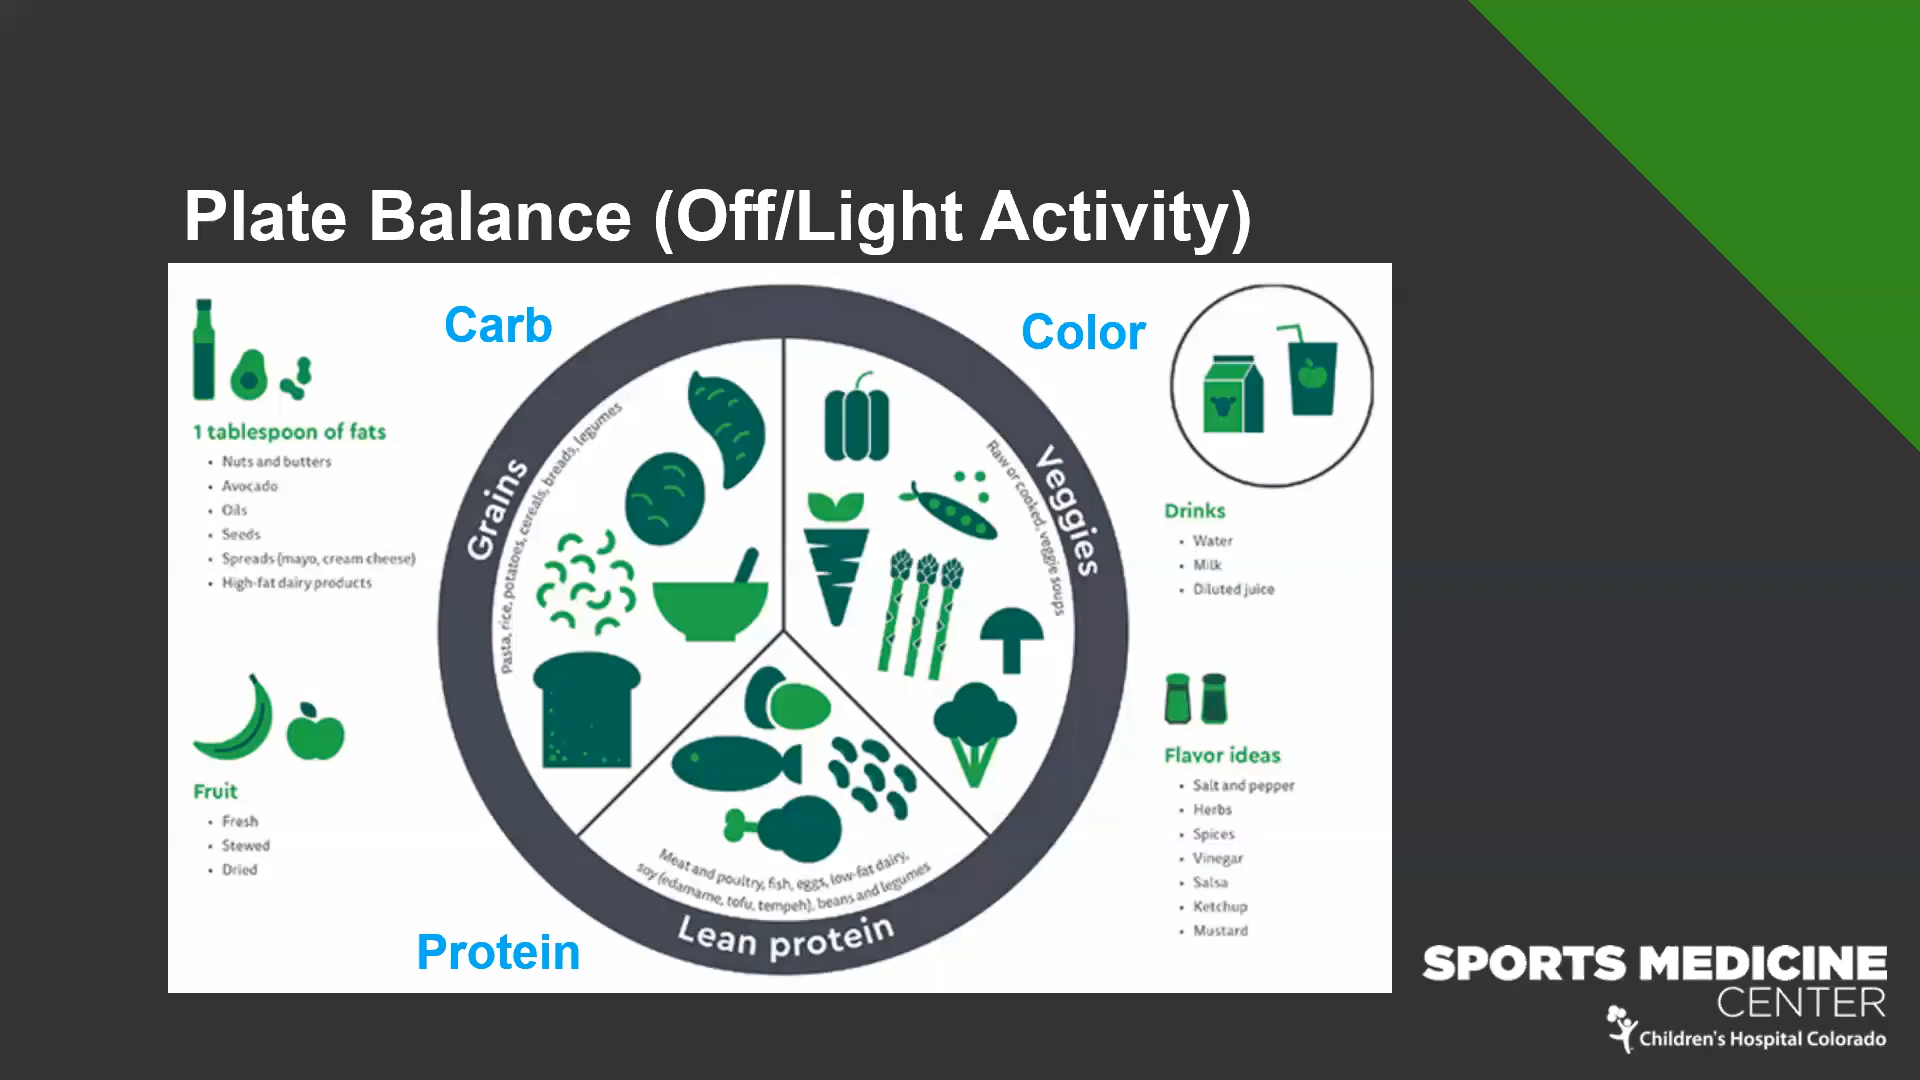 Plate Balance (Off/Light Activity)
Carb
Color
1 tablespoon of fats
• Nuts and butters
• Avocado
• Oils
• Seeds
• Spreads (mayo, cream cheese)
• High-fat dairy products
Fruit
• Fresh
• Stewed
• Dried
Grains
Pasta, rice, potatoes, cereals, breads, legumes
Veggies
Raw or cooked, veggie soups
Meat and poultry, fish, eggs, low-fat dairy,
soy (edamame, tofu, tempeh), beans and legumes
Lean protein
Protein
Drinks
• Water
• Milk
• Diluted juice
Flavor ideas
• Salt and pepper
• Herbs
• Spices
• Vinegar
• Salsa
• Ketchup
• Mustard
SPORTS MEDICINE
CENTER
Children's Hospital Colorado